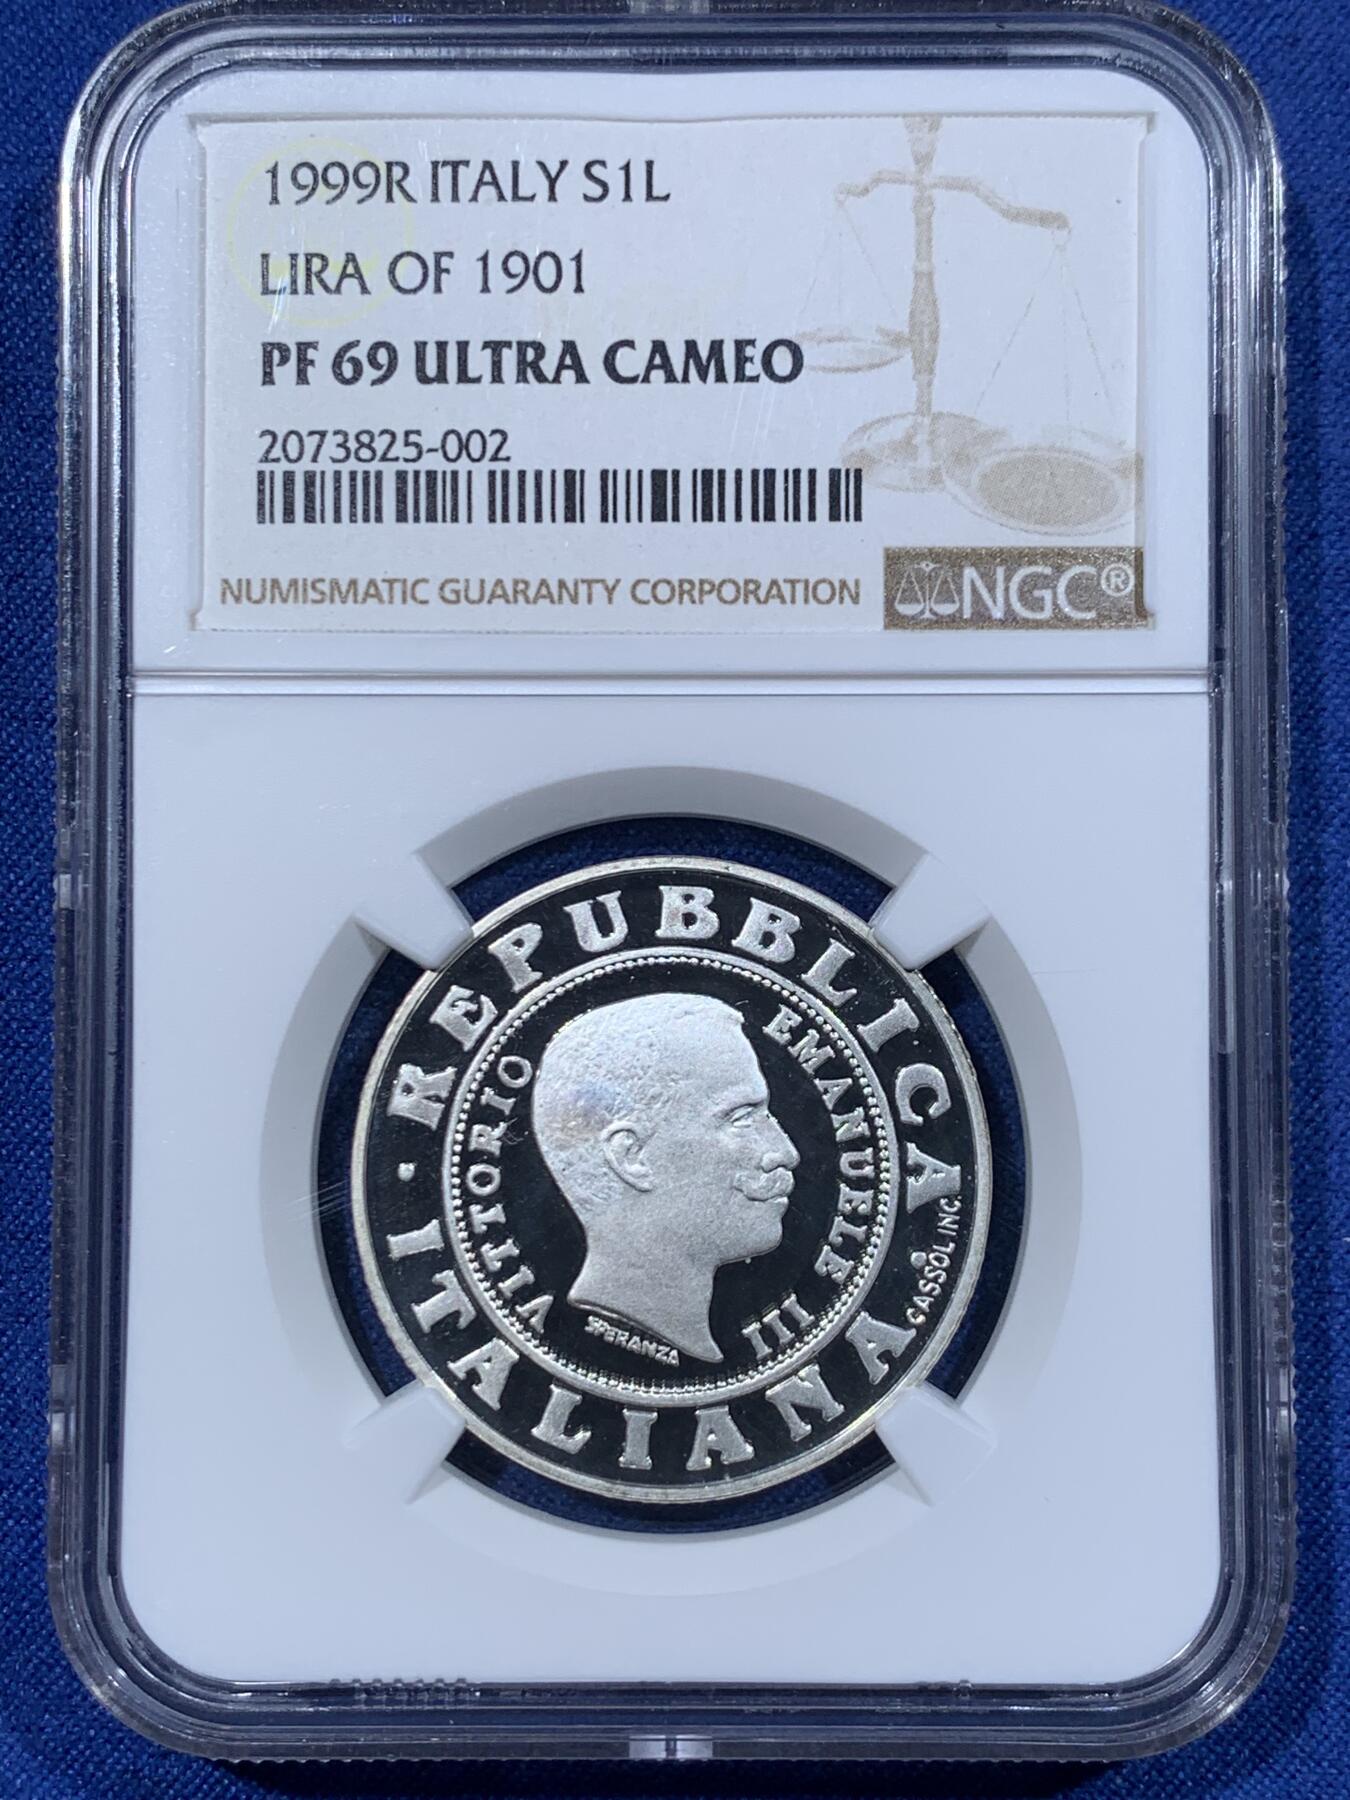 1999R ITALY S1L
LIRA OF 1901
PF 69 ULTRA CAMEO
2073825-002
NUMISMATIC GUARANTY CORPORATION
NGC®
· REPUBBLICA ·
ITALIANA
VITTORIO EMANUELE III
SPERANZA
CASSOL.INC.